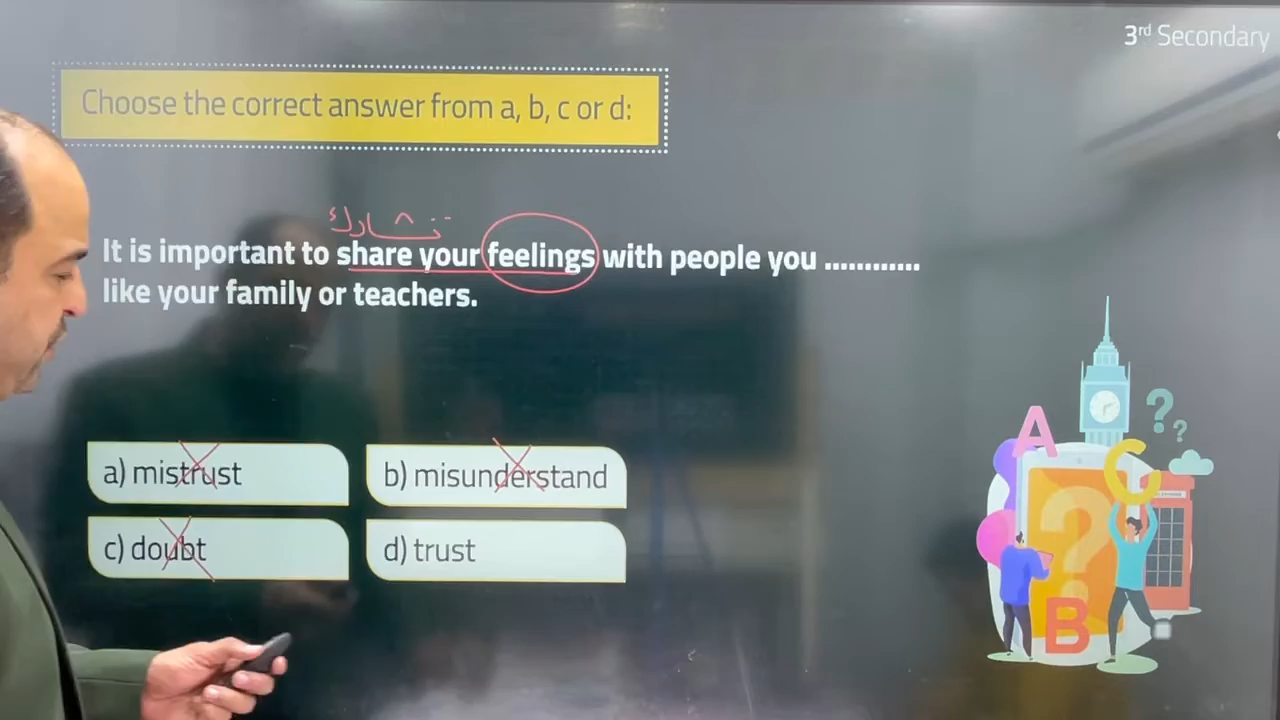 3rd Secondary
Choose the correct answer from a, b, c or d:
تشارك
It is important to share your feelings with people you ............
like your family or teachers.
a) mistrust
b) misunderstand
c) doubt
d) trust
A
? ?
C
?
B